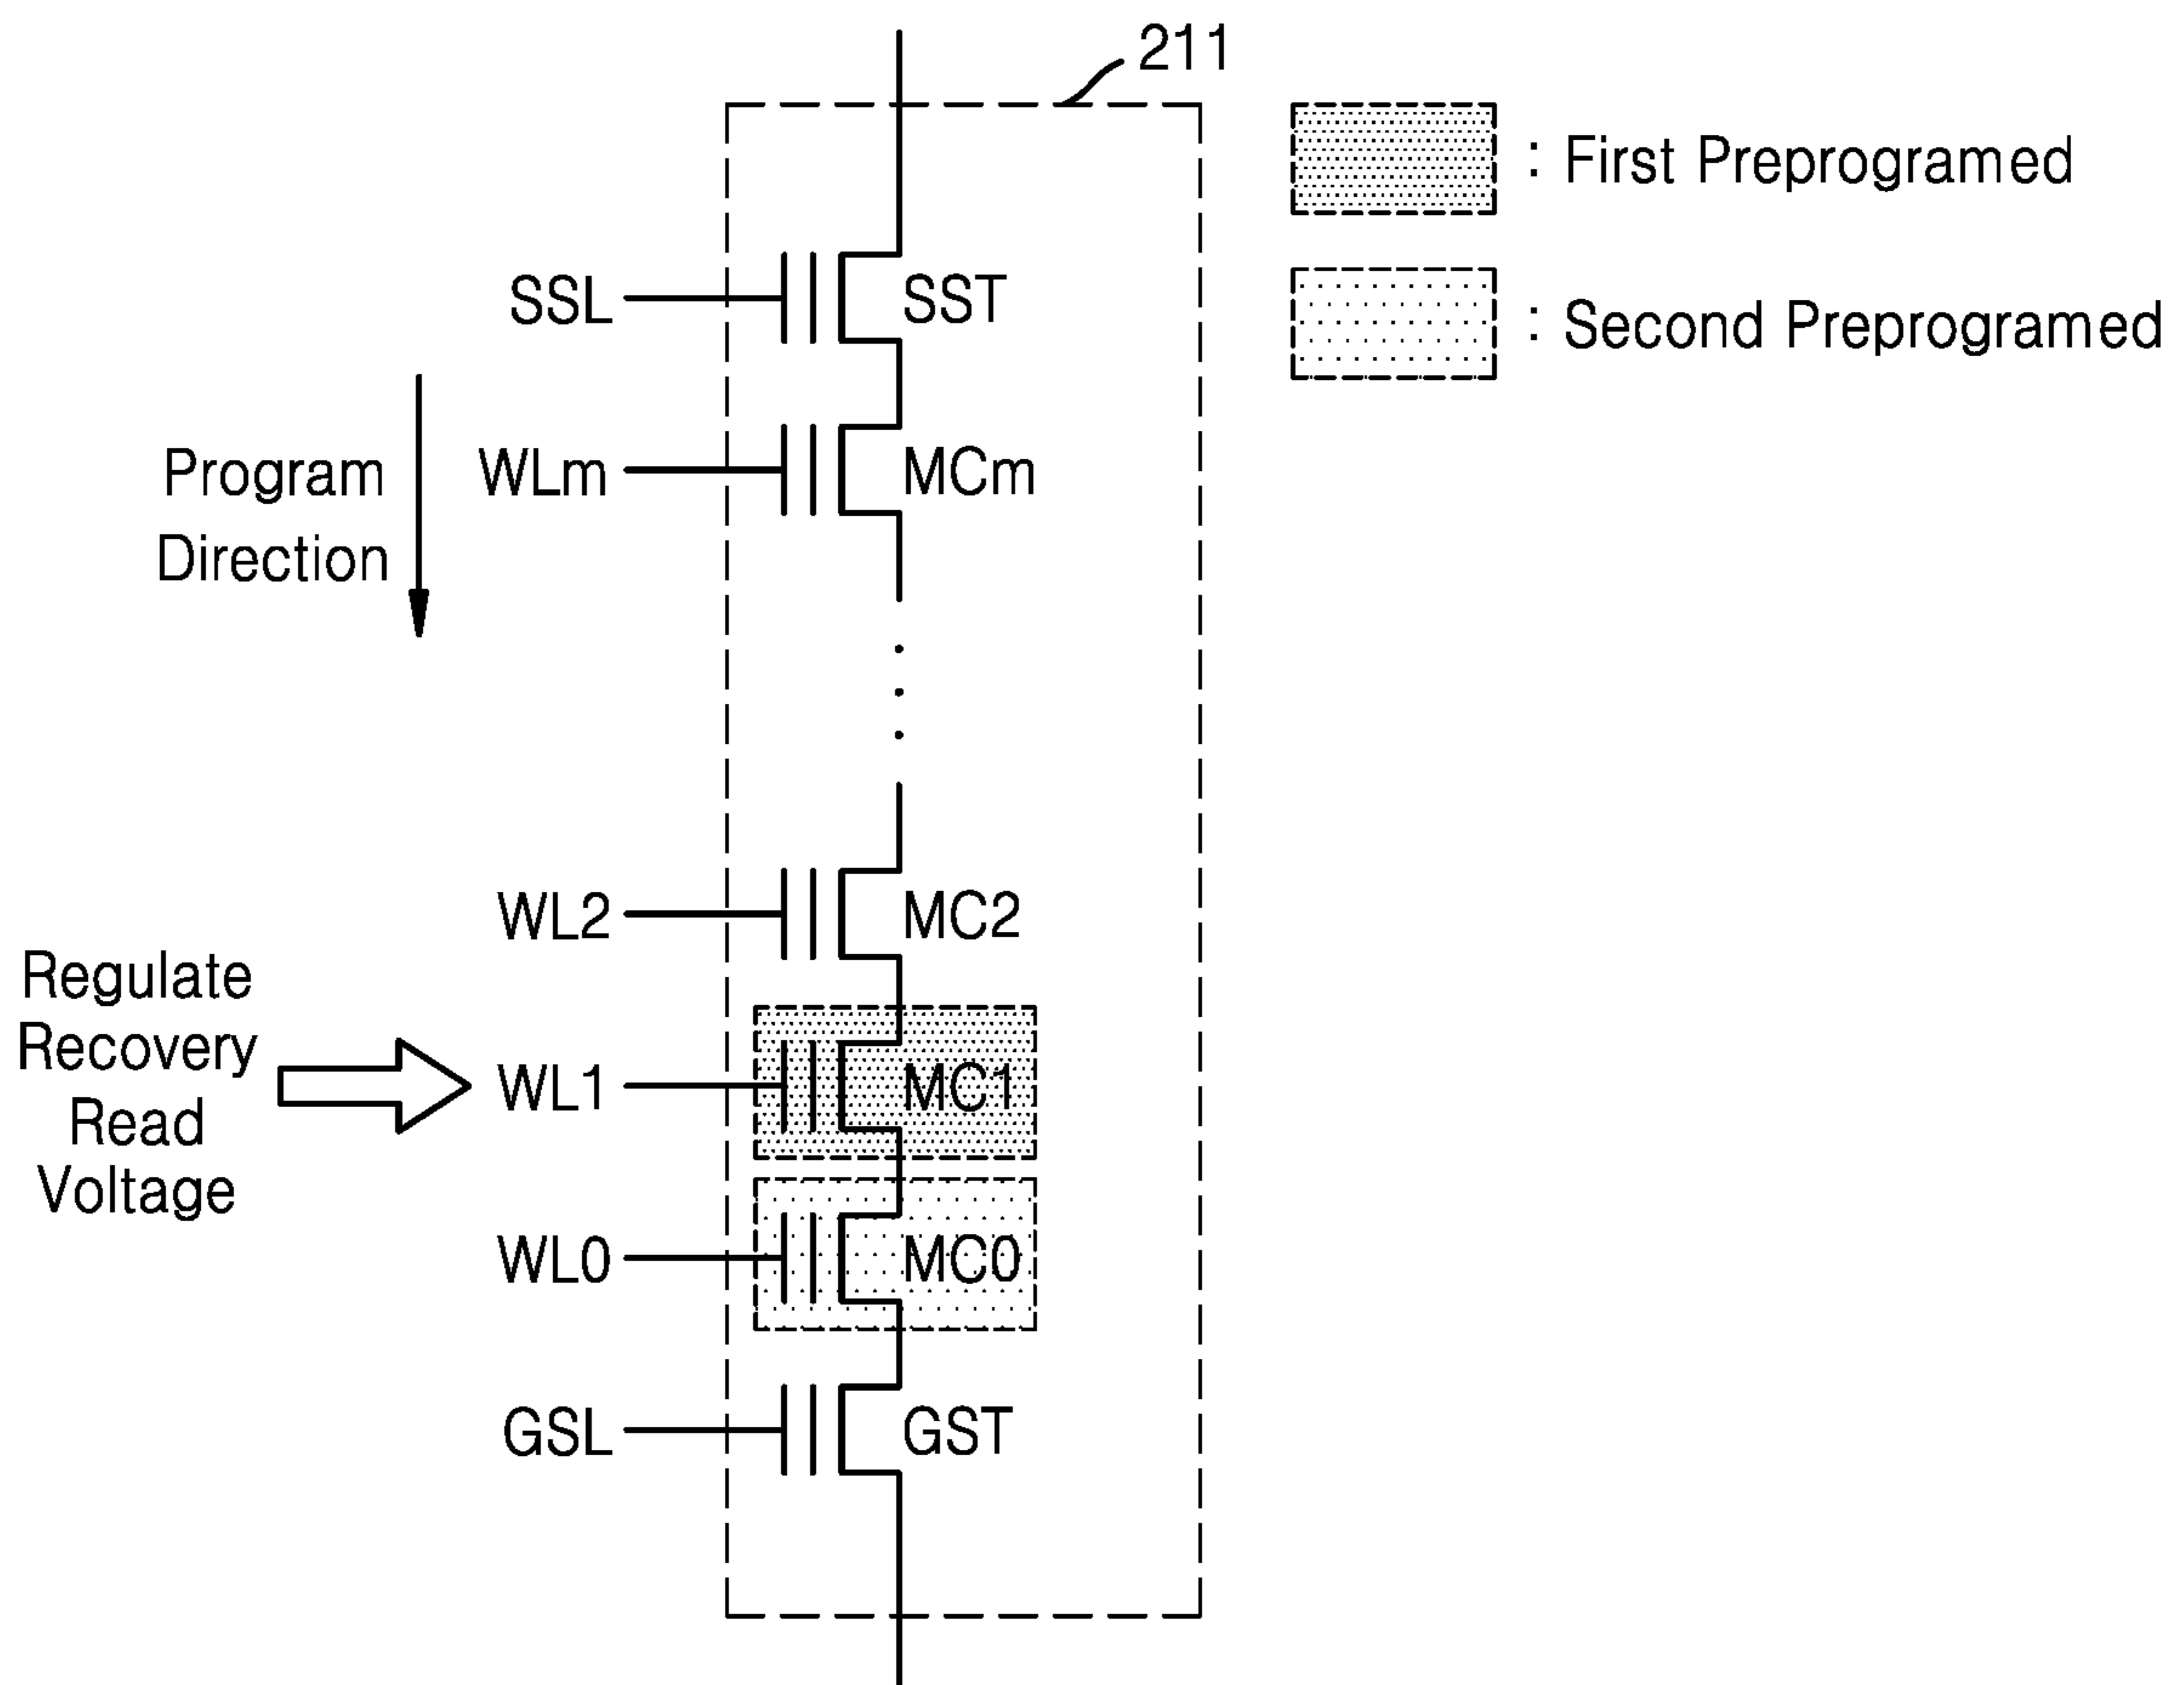 211
: First Preprogramed
: Second Preprogramed
SSL
SST
Program
Direction
WLm
MCm
WL2
MC2
Regulate
Recovery
Read
Voltage
WL1
MC1
WL0
MC0
GSL
GST